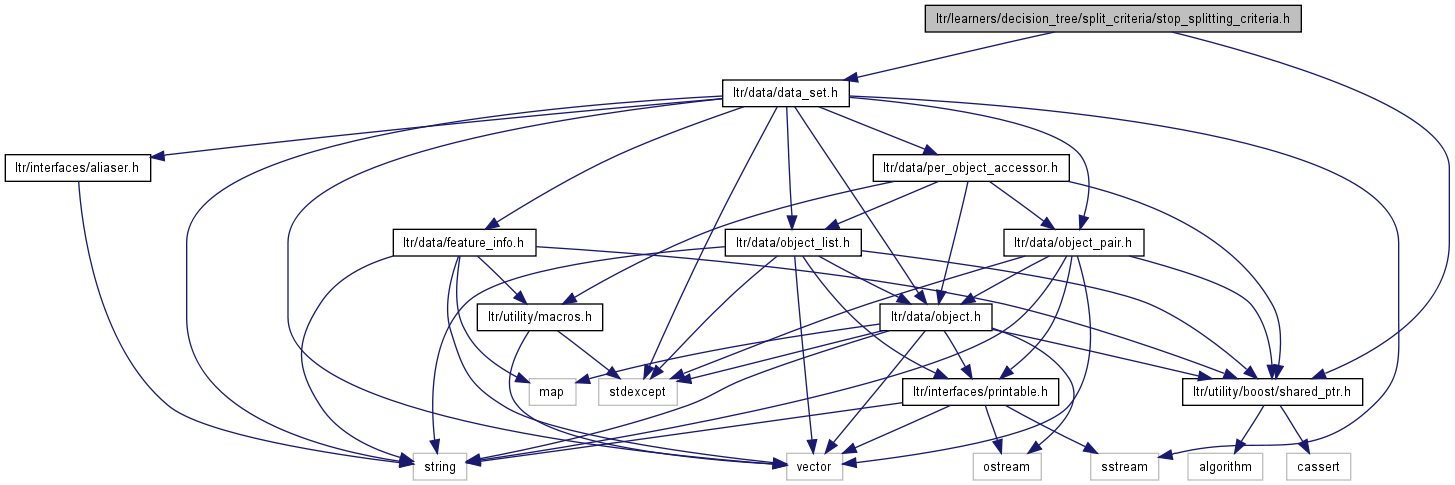 ltr/learners/decision_tree/split_criteria/stop_splitting_criteria.h
ltr/data/data_set.h
ltr/interfaces/aliaser.h
ltr/data/per_object_accessor.h
ltr/data/feature_info.h
ltr/data/object_list.h
ltr/data/object_pair.h
ltr/utility/macros.h
ltr/data/object.h
map
stdexcept
ltr/interfaces/printable.h
ltr/utility/boost/shared_ptr.h
string
vector
ostream
sstream
algorithm
cassert